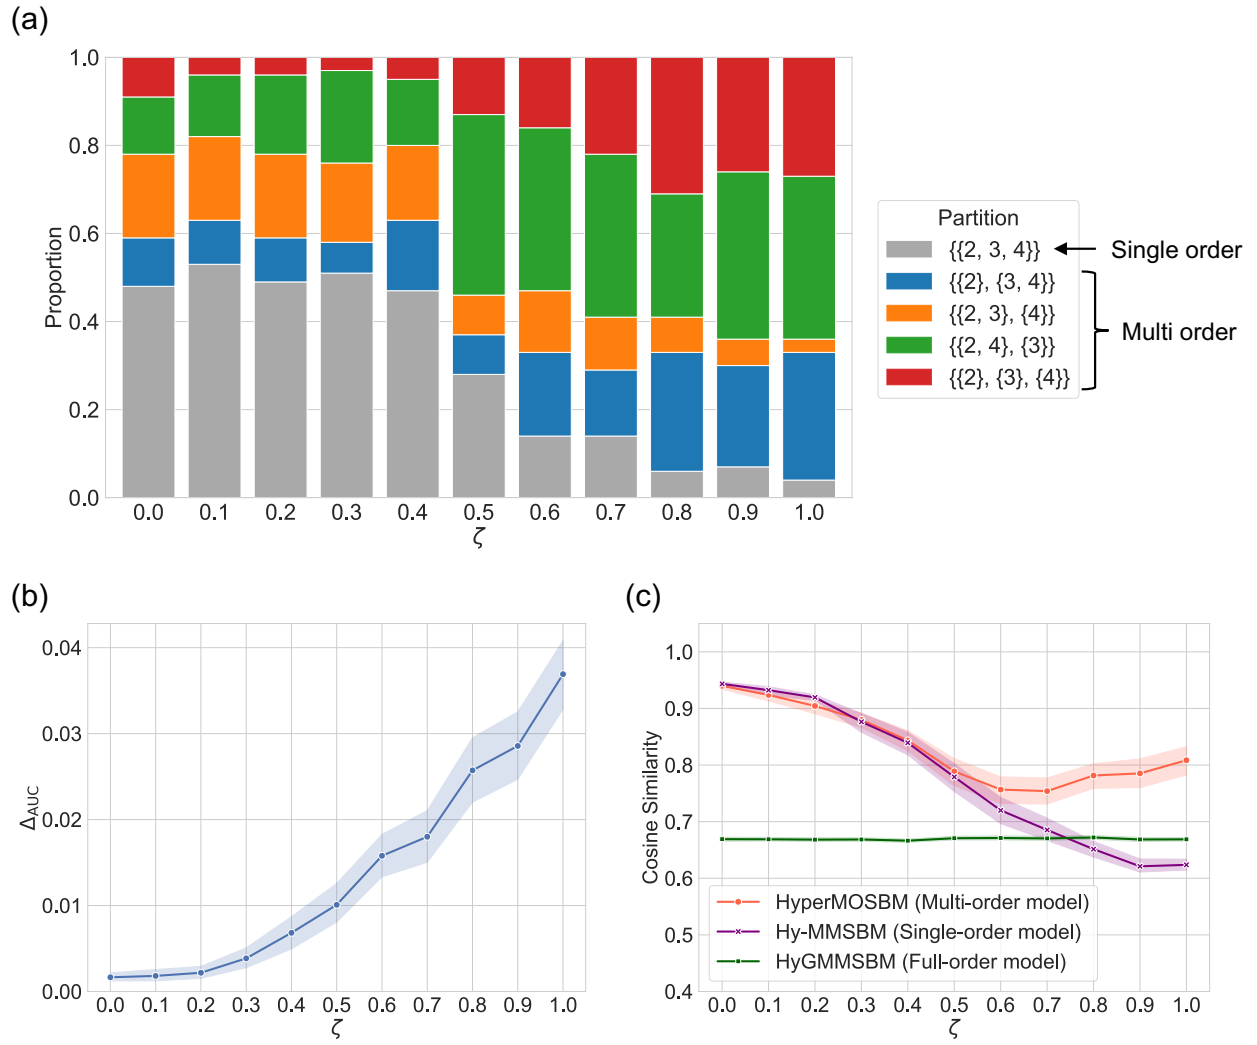 (a)
1.0
0.8
0.6
0.4
0.2
0.0
Proportion
0.0 0.1 0.2 0.3 0.4 0.5 0.6 0.7 0.8 0.9 1.0
ζ
Partition
{{2, 3, 4}}
{{2}, {3, 4}}
{{2, 3}, {4}}
{{2, 4}, {3}}
{{2}, {3}, {4}}
Single order
Multi order
(b)
0.04
0.03
0.02
0.01
0.00
Δ_AUC
0.0 0.1 0.2 0.3 0.4 0.5 0.6 0.7 0.8 0.9 1.0
ζ
(c)
1.0
0.9
0.8
0.7
0.6
0.5
0.4
Cosine Similarity
HyperMOSBM (Multi-order model)
Hy-MMSBM (Single-order model)
HyGMMSBM (Full-order model)
0.0 0.1 0.2 0.3 0.4 0.5 0.6 0.7 0.8 0.9 1.0
ζ